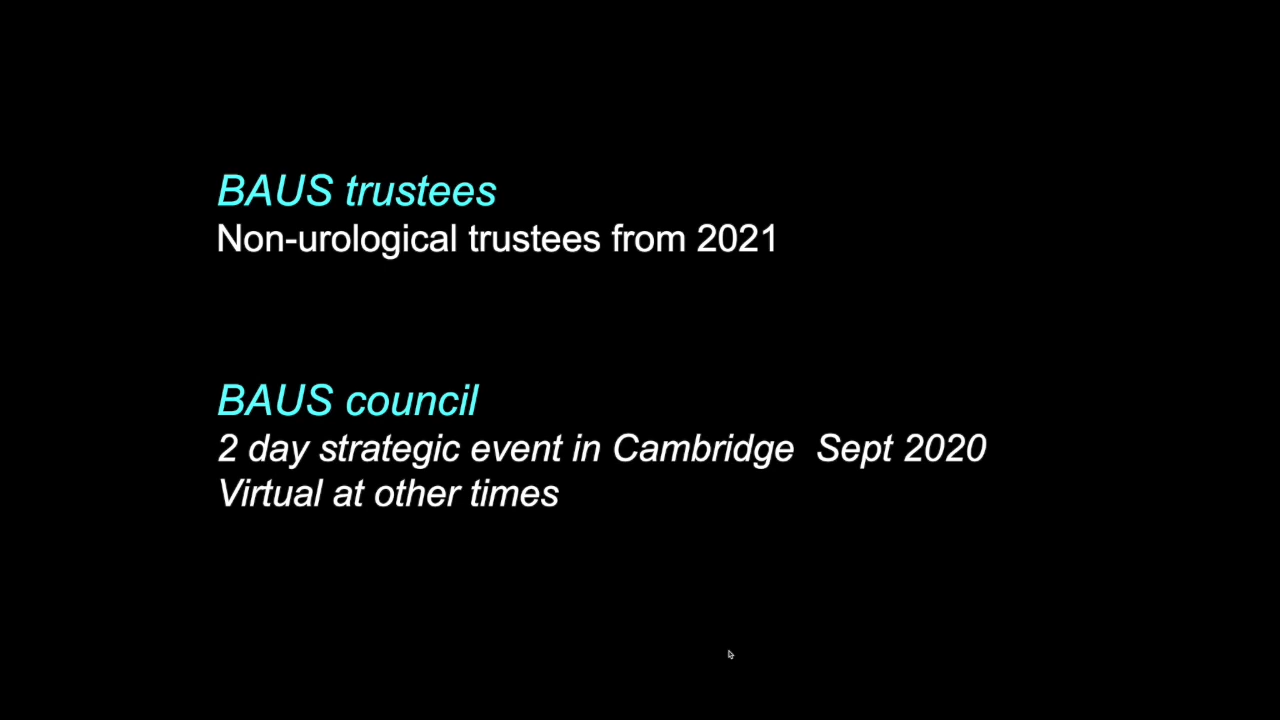 BAUS trustees
Non-urological trustees from 2021
BAUS council
2 day strategic event in Cambridge  Sept 2020
Virtual at other times